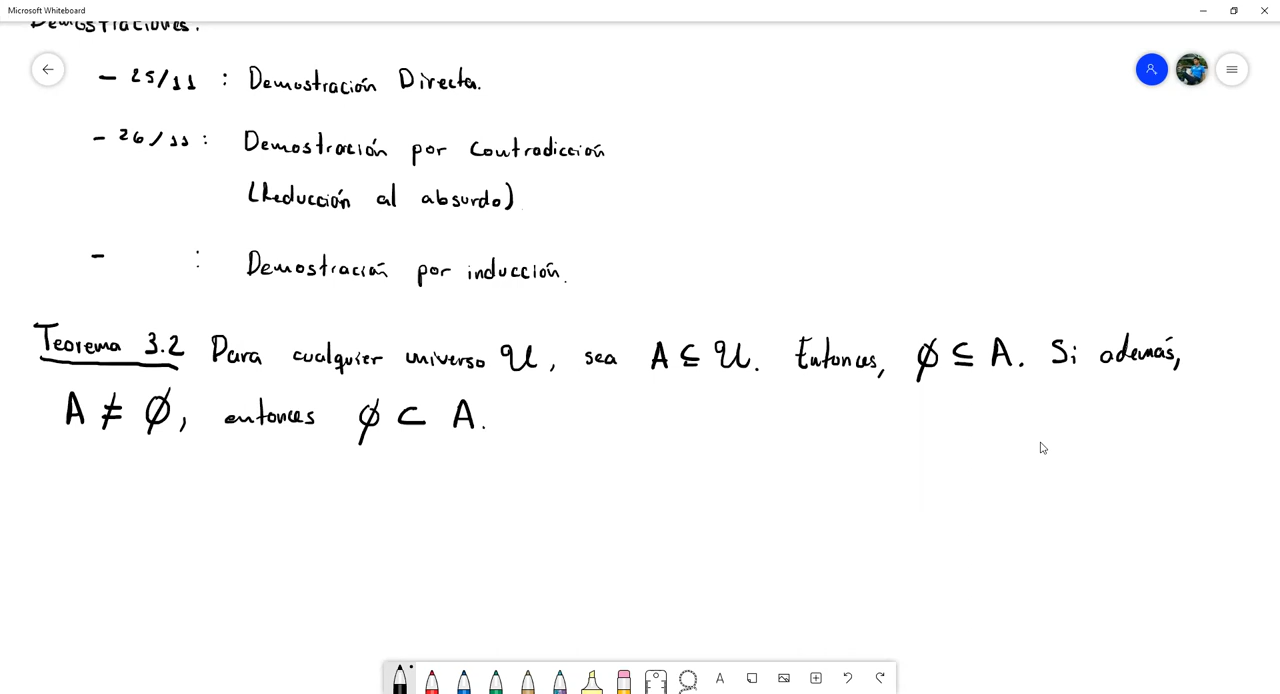 Microsoft Whiteboard
Demostraciones.
- 25/11 : Demostración Directa.
- 26/11 : Demostración por contradicción
(Reducción al absurdo)
- : Demostración por inducción.
Teorema 3.2 Para cualquier universo 𝒰, sea A ⊆ 𝒰. Entonces, ∅ ⊆ A. Si además,
A ≠ ∅, entonces ∅ ⊂ A.
A